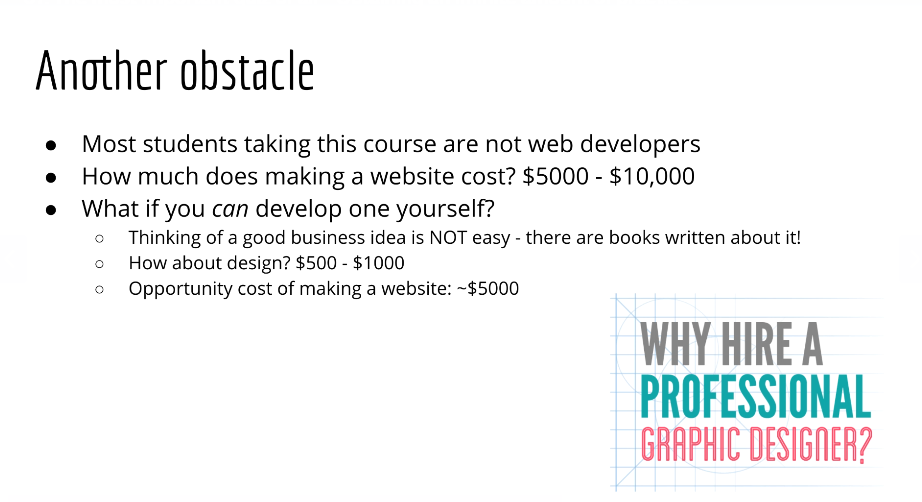 Another obstacle
● Most students taking this course are not web developers
● How much does making a website cost? $5000 - $10,000
● What if you can develop one yourself?
○ Thinking of a good business idea is NOT easy - there are books written about it!
○ How about design? $500 - $1000
○ Opportunity cost of making a website: ~$5000
WHY HIRE A
PROFESSIONAL
GRAPHIC DESIGNER?